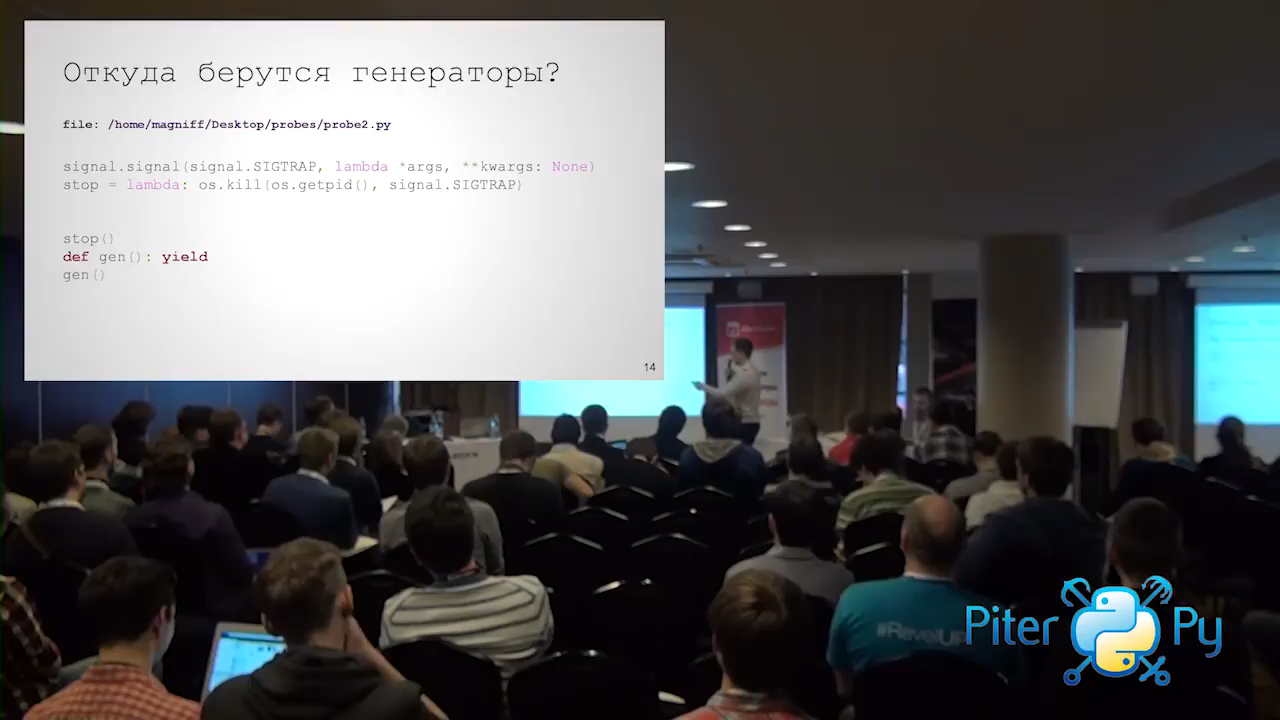 Откуда берутся генераторы?
file: /home/magniff/Desktop/probes/probe2.py
signal.signal(signal.SIGTRAP, lambda *args, **kwargs: None)
stop = lambda: os.kill(os.getpid(), signal.SIGTRAP)
stop()
def gen(): yield
gen()
14
#RevelUP
Piter Py